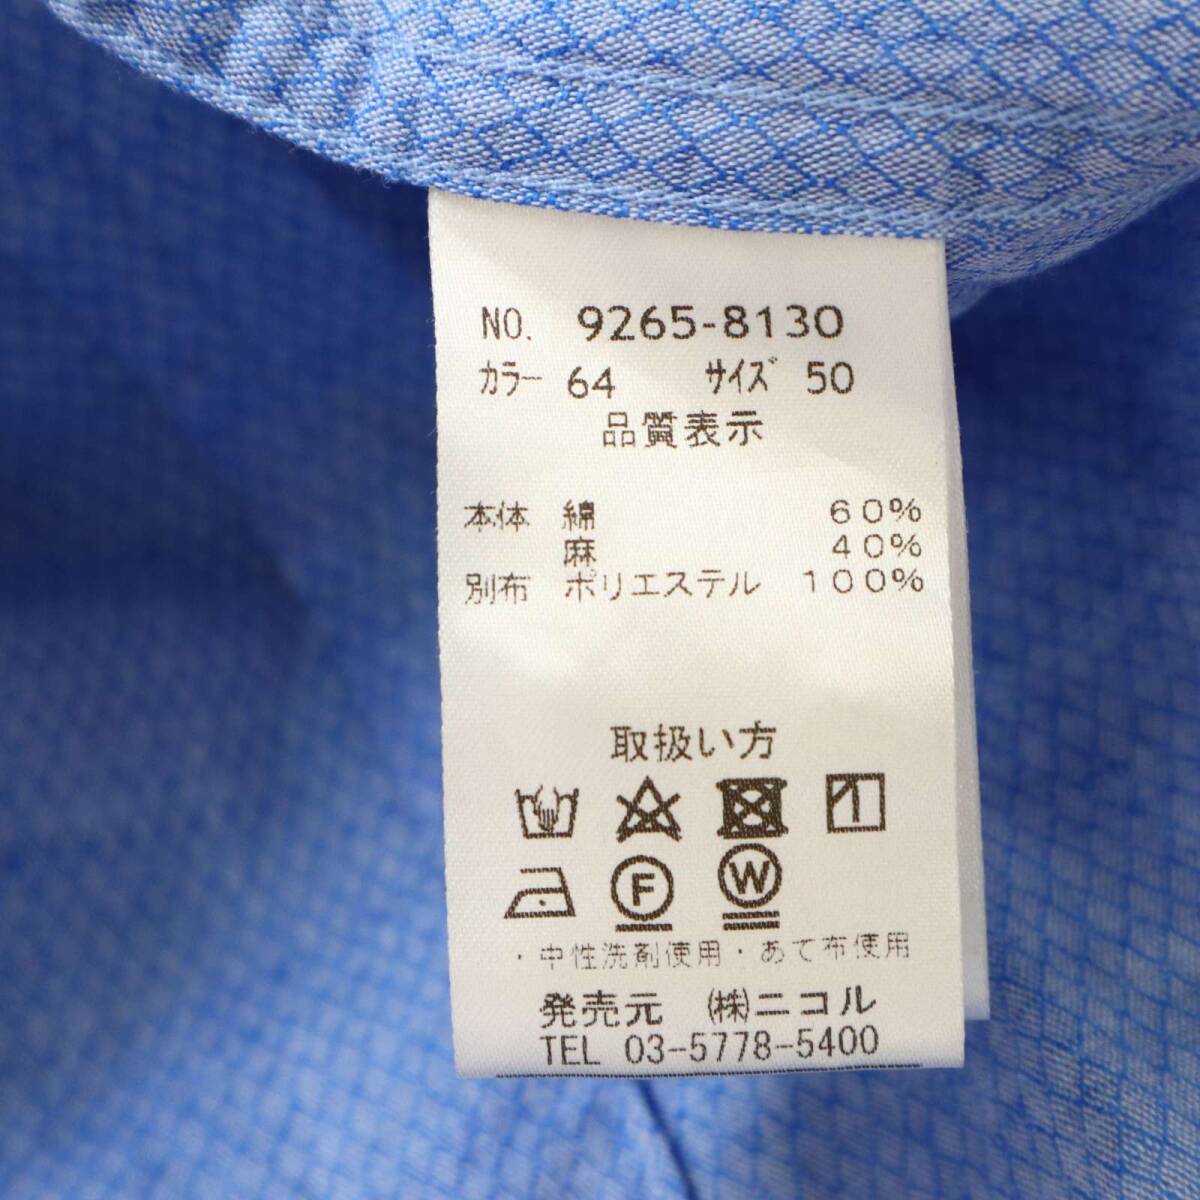 NO. 9265-8130
カラー 64 サイズ 50
品質表示
本体 綿 60%
麻 40%
別布 ポリエステル 100%
取扱い方
F W
・中性洗剤使用・あて布使用
発売元 ㈱ニコル
TEL 03-5778-5400